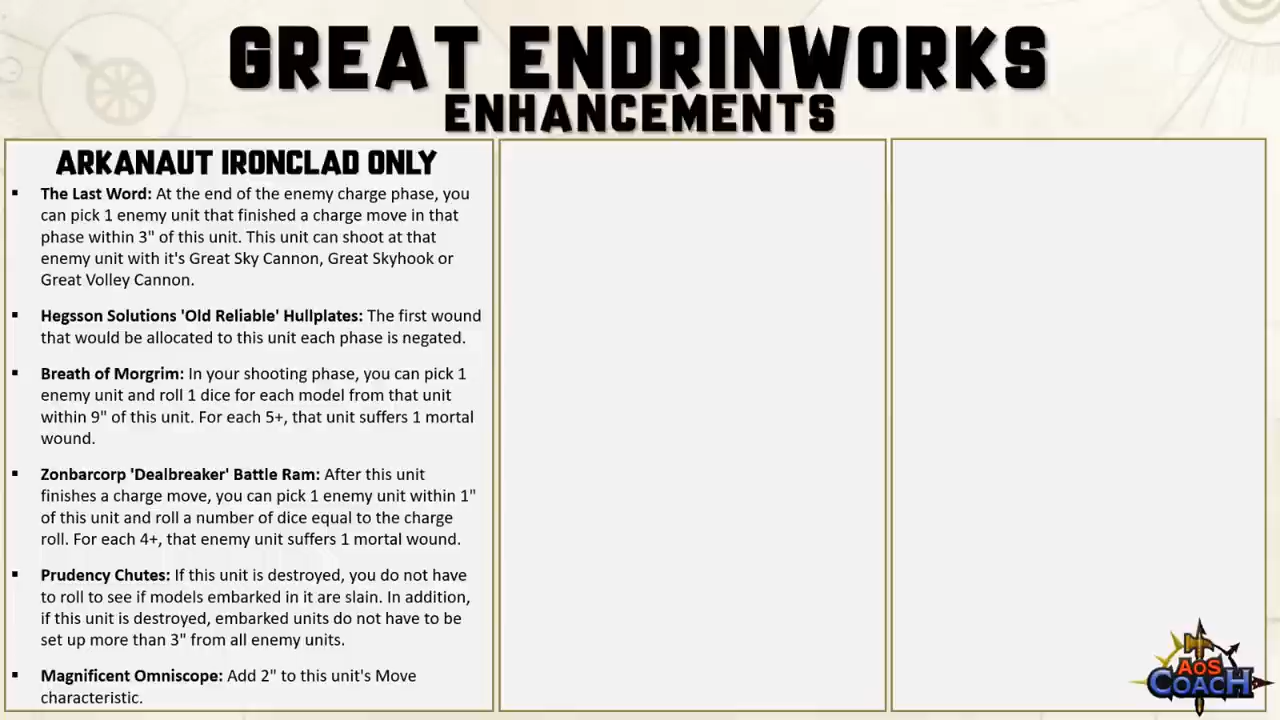 GREAT ENDRINWORKS
ENHANCEMENTS
ARKANAUT IRONCLAD ONLY
▪ The Last Word: At the end of the enemy charge phase, you
can pick 1 enemy unit that finished a charge move in that
phase within 3" of this unit. This unit can shoot at that
enemy unit with it's Great Sky Cannon, Great Skyhook or
Great Volley Cannon.
▪ Hegsson Solutions 'Old Reliable' Hullplates: The first wound
that would be allocated to this unit each phase is negated.
▪ Breath of Morgrim: In your shooting phase, you can pick 1
enemy unit and roll 1 dice for each model from that unit
within 9" of this unit. For each 5+, that unit suffers 1 mortal
wound.
▪ Zonbarcorp 'Dealbreaker' Battle Ram: After this unit
finishes a charge move, you can pick 1 enemy unit within 1"
of this unit and roll a number of dice equal to the charge
roll. For each 4+, that enemy unit suffers 1 mortal wound.
▪ Prudency Chutes: If this unit is destroyed, you do not have
to roll to see if models embarked in it are slain. In addition,
if this unit is destroyed, embarked units do not have to be
set up more than 3" from all enemy units.
▪ Magnificent Omniscope: Add 2" to this unit's Move
characteristic.
AoS
COACH